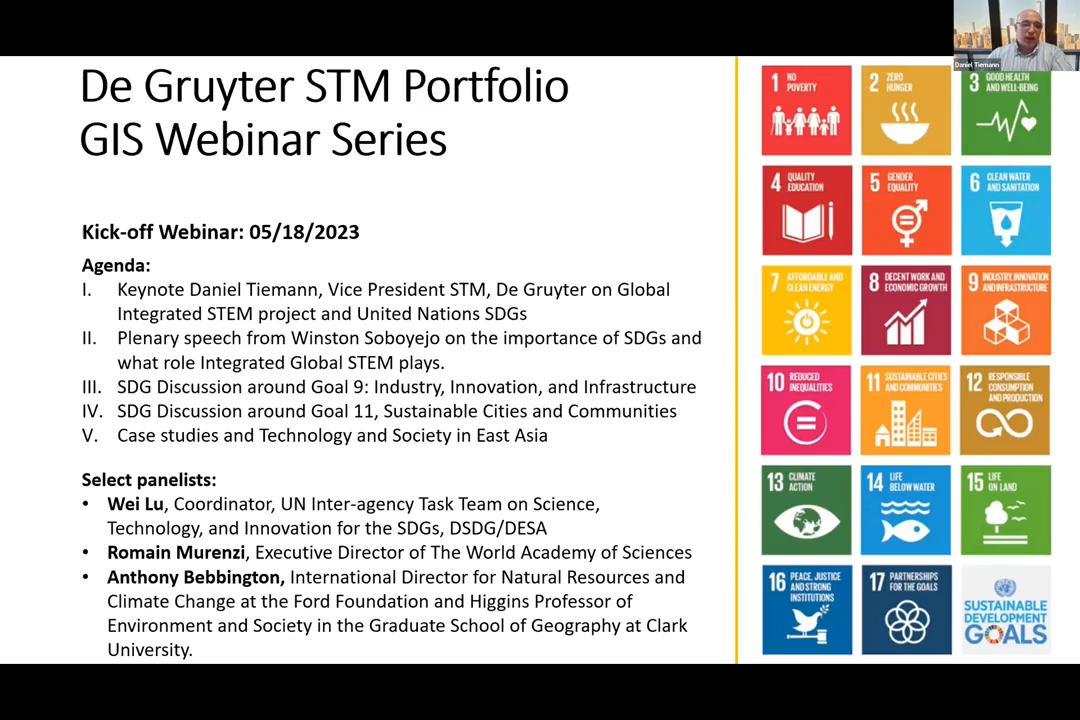 De Gruyter STM Portfolio
GIS Webinar Series
Kick-off Webinar: 05/18/2023
Agenda:
I. Keynote Daniel Tiemann, Vice President STM, De Gruyter on Global
Integrated STEM project and United Nations SDGs
II. Plenary speech from Winston Soboyejo on the importance of SDGs and
what role Integrated Global STEM plays.
III. SDG Discussion around Goal 9: Industry, Innovation, and Infrastructure
IV. SDG Discussion around Goal 11, Sustainable Cities and Communities
V. Case studies and Technology and Society in East Asia
Select panelists:
• Wei Lu, Coordinator, UN Inter-agency Task Team on Science,
Technology, and Innovation for the SDGs, DSDG/DESA
• Romain Murenzi, Executive Director of The World Academy of Sciences
• Anthony Bebbington, International Director for Natural Resources and
Climate Change at the Ford Foundation and Higgins Professor of
Environment and Society in the Graduate School of Geography at Clark
University.
Daniel Tiemann
1 NO
POVERTY
2 ZERO
HUNGER
3 GOOD HEALTH
AND WELL-BEING
4 QUALITY
EDUCATION
5 GENDER
EQUALITY
6 CLEAN WATER
AND SANITATION
7 AFFORDABLE AND
CLEAN ENERGY
8 DECENT WORK AND
ECONOMIC GROWTH
9 INDUSTRY, INNOVATION
AND INFRASTRUCTURE
10 REDUCED
INEQUALITIES
11 SUSTAINABLE CITIES
AND COMMUNITIES
12 RESPONSIBLE
CONSUMPTION
AND PRODUCTION
13 CLIMATE
ACTION
14 LIFE
BELOW WATER
15 LIFE
ON LAND
16 PEACE, JUSTICE
AND STRONG
INSTITUTIONS
17 PARTNERSHIPS
FOR THE GOALS
SUSTAINABLE
DEVELOPMENT
GOALS